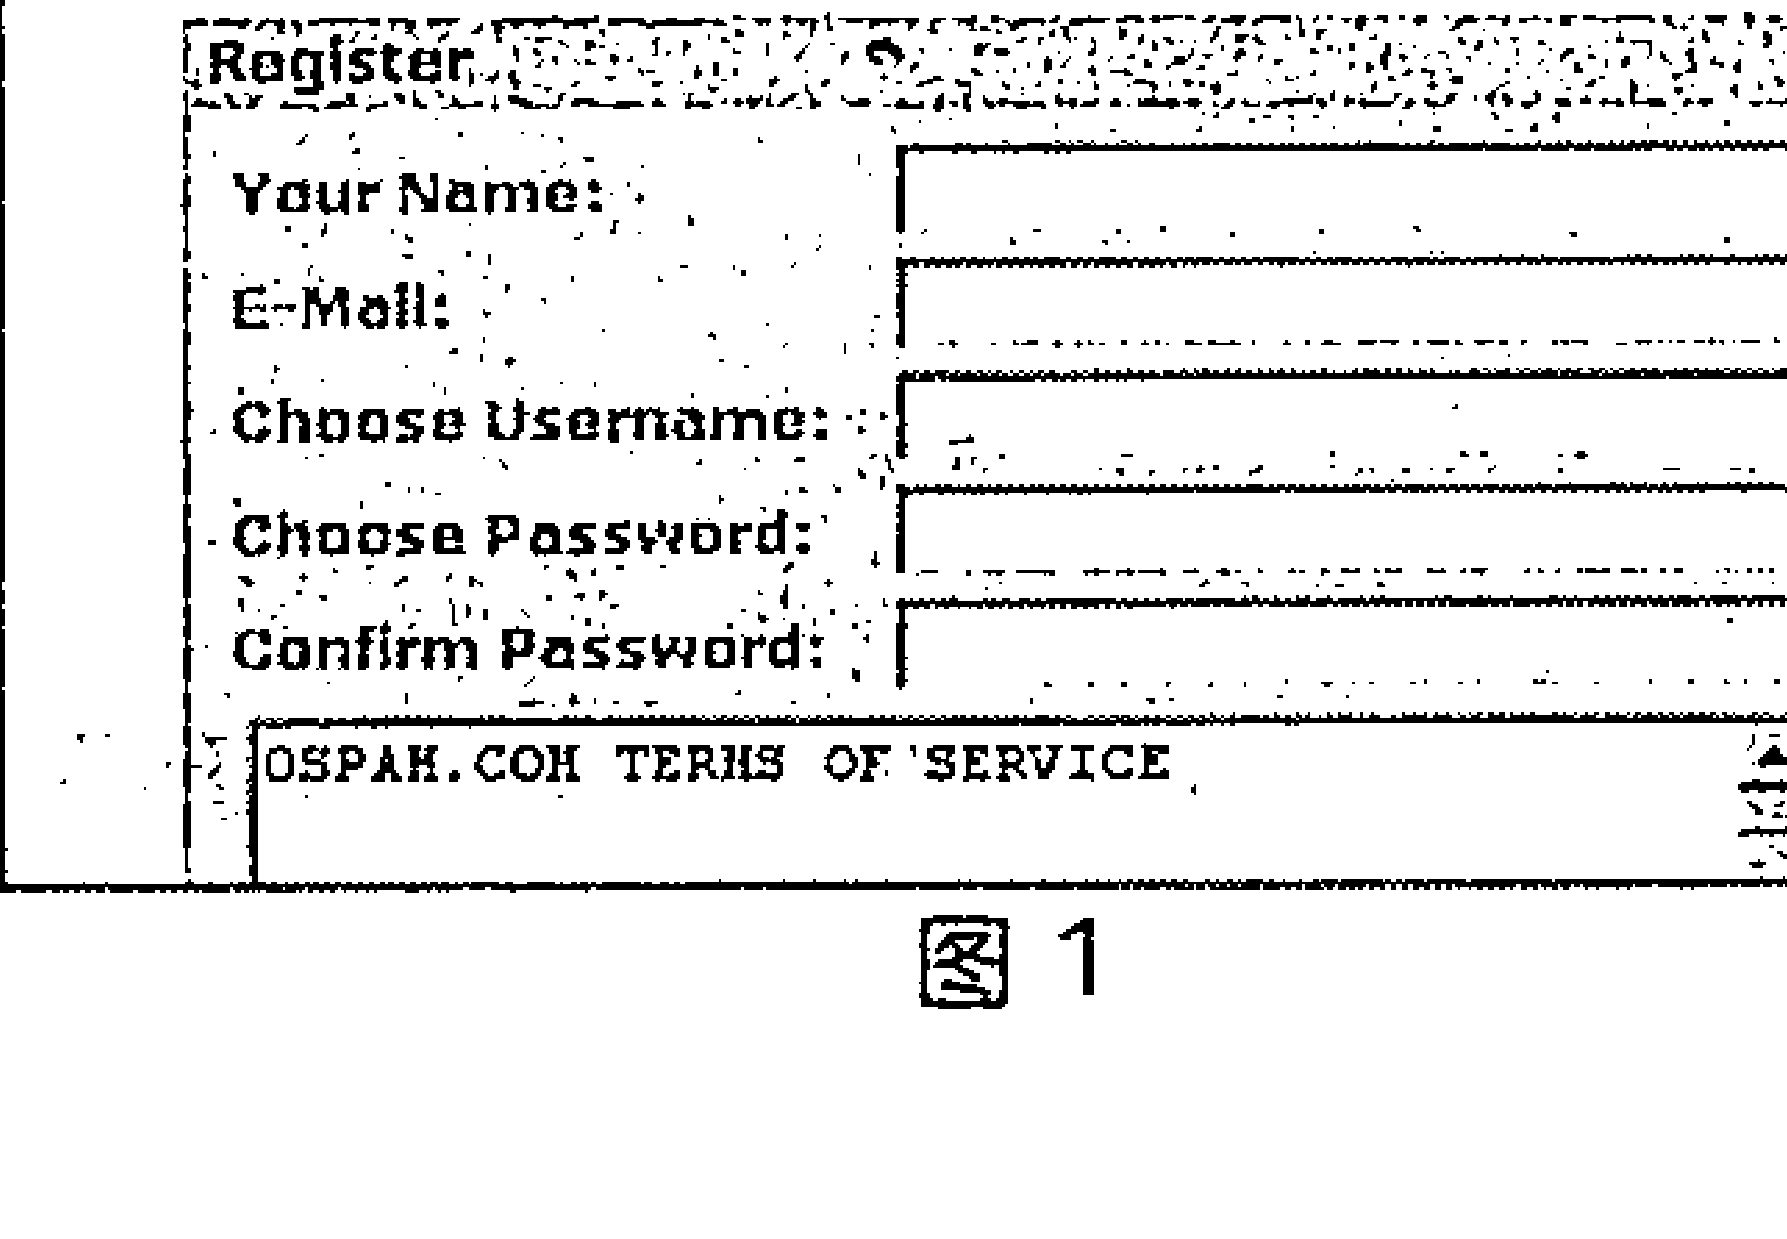 Register
Your Name:
E-Mail:
Choose Username:
Choose Password:
Confirm Password:
OSPAM.COM TERMS OF SERVICE
图 1